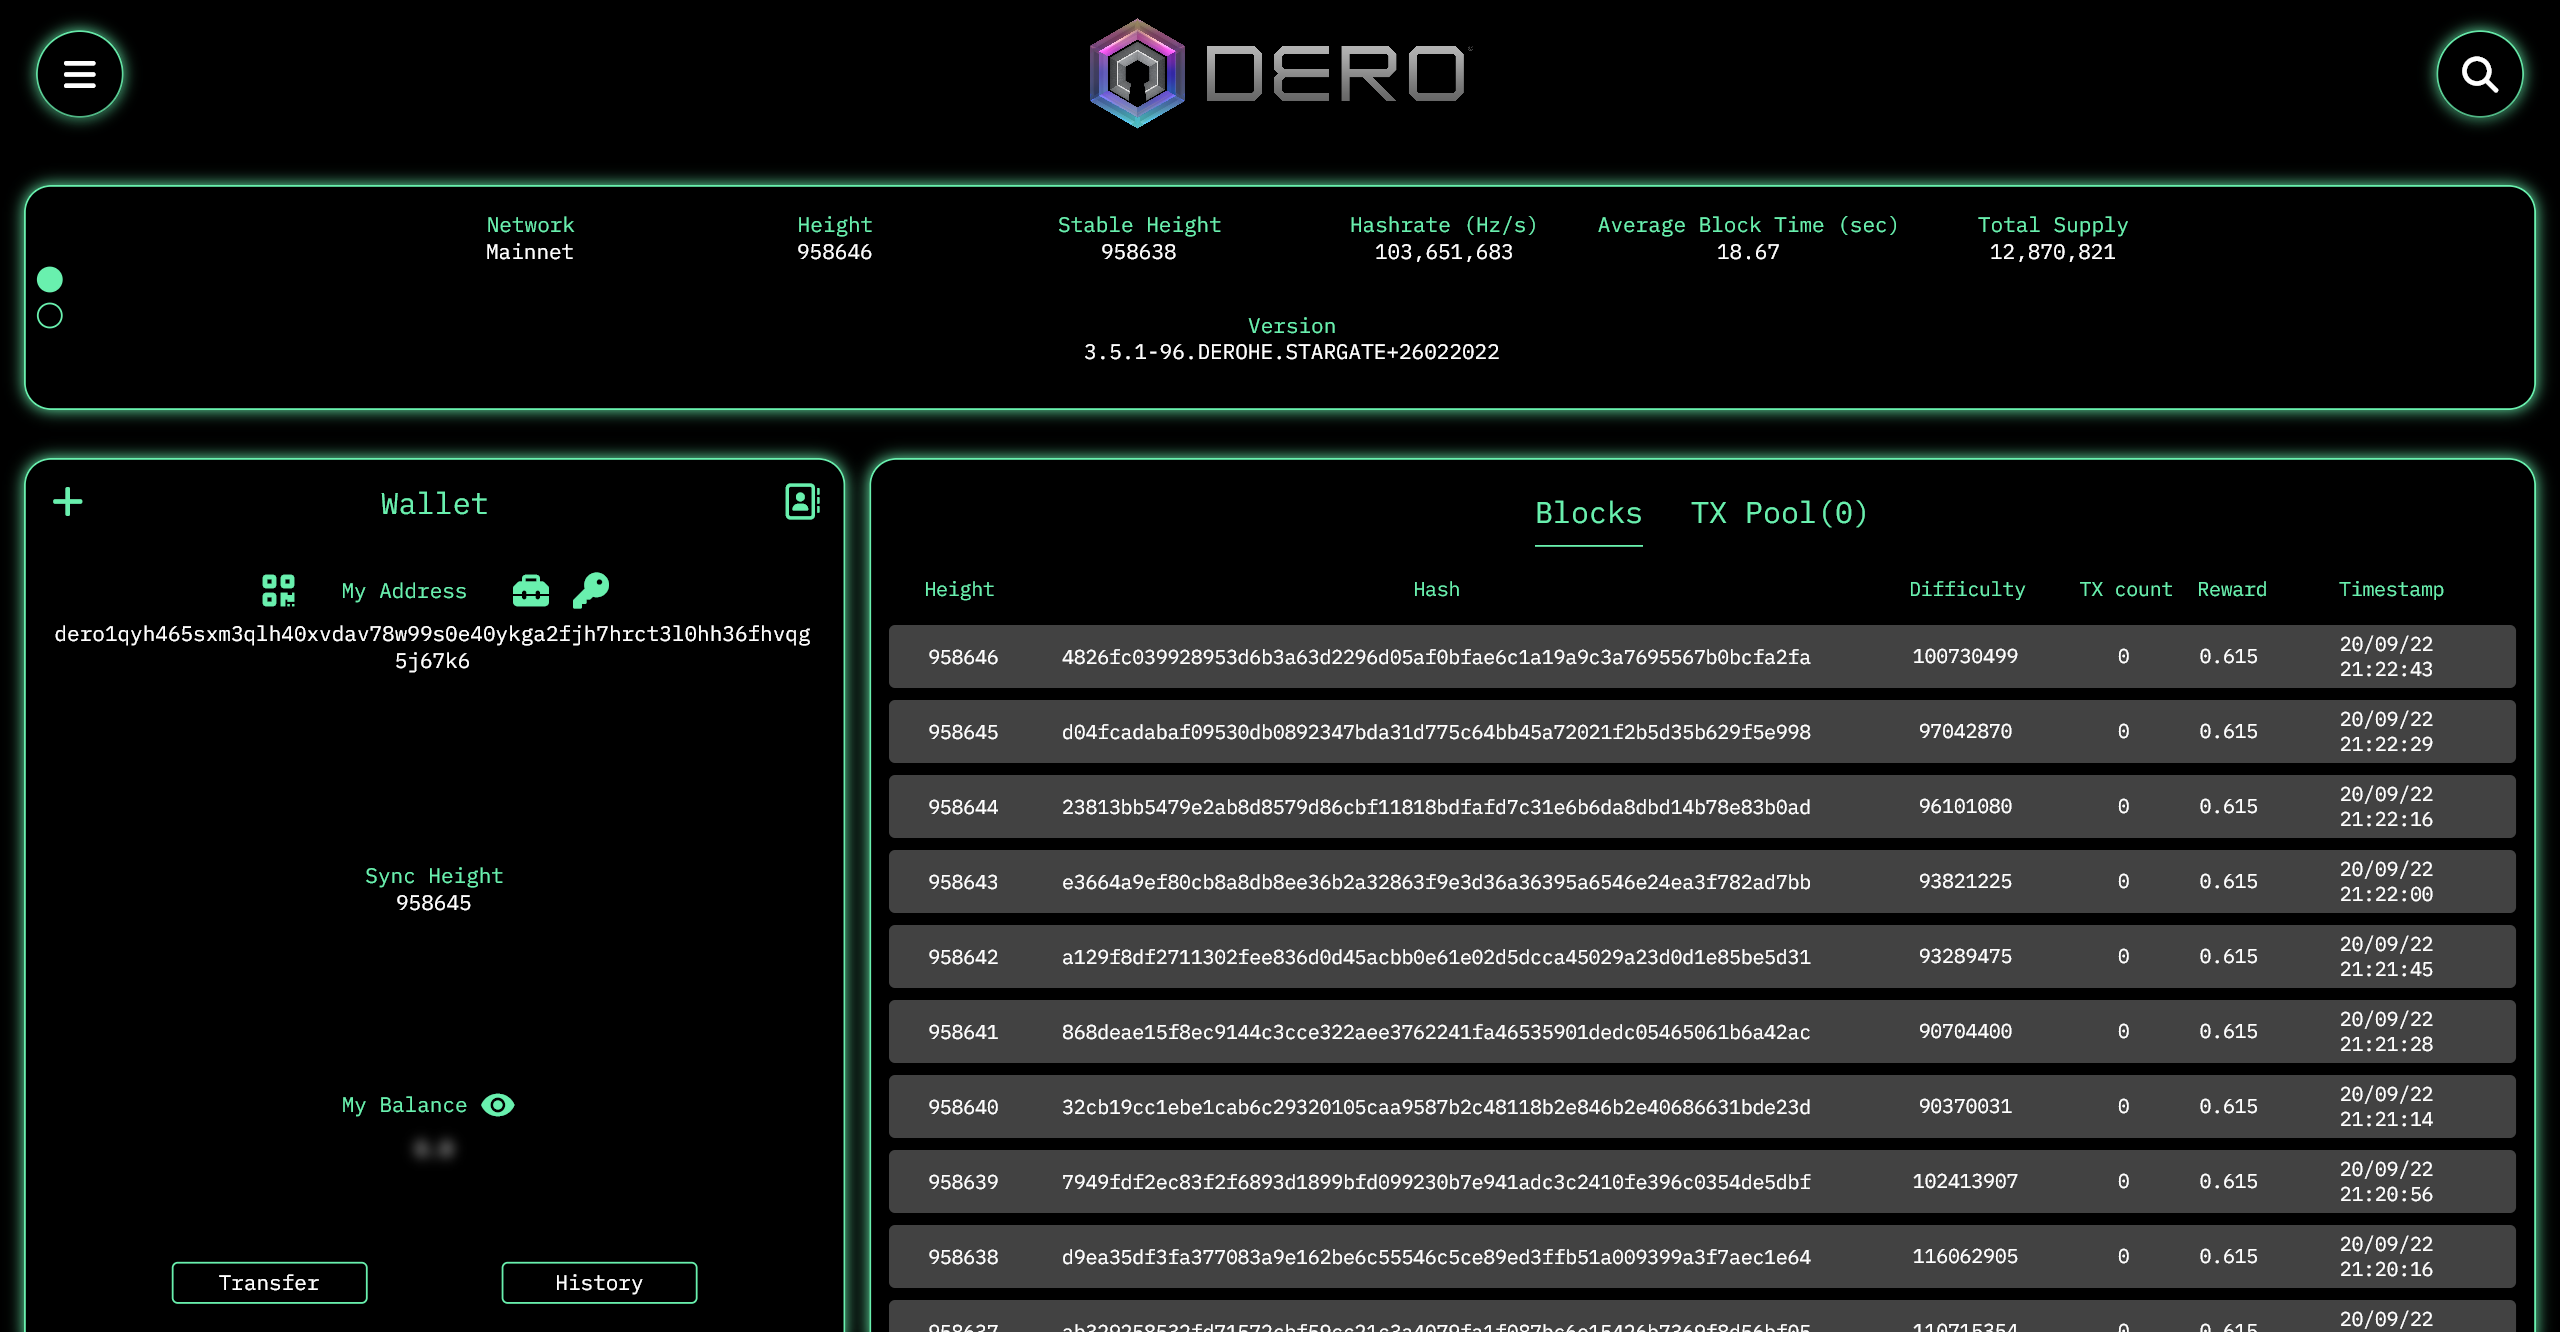 DERO
Network Height Stable Height Hashrate (Hz/s) Average Block Time (sec) Total Supply
Mainnet 958646 958638 103,651,683 18.67 12,870,821
Version
3.5.1-96.DEROHE.STARGATE+26022022
Wallet
My Address
dero1qyh465sxm3qlh40xvdav78w99s0e40ykga2fjh7hrct3l0hh36fhvqg
5j67k6
Sync Height
958645
My Balance
Transfer History
Blocks TX Pool(0)
Height Hash Difficulty TX count Reward Timestamp
958646 4826fc039928953d6b3a63d2296d05af0bfae6c1a19a9c3a7695567b0bcfa2fa 100730499 0 0.615 20/09/22
21:22:43
958645 d04fcadabaf09530db0892347bda31d775c64bb45a72021f2b5d35b629f5e998 97042870 0 0.615 20/09/22
21:22:29
958644 23813bb5479e2ab8d8579d86cbf11818bdfafd7c31e6b6da8dbd14b78e83b0ad 96101080 0 0.615 20/09/22
21:22:16
958643 e3664a9ef80cb8a8db8ee36b2a32863f9e3d36a36395a6546e24ea3f782ad7bb 93821225 0 0.615 20/09/22
21:22:00
958642 a129f8df2711302fee836d0d45acbb0e61e02d5dcca45029a23d0d1e85be5d31 93289475 0 0.615 20/09/22
21:21:45
958641 868deae15f8ec9144c3cce322aee3762241fa46535901dedc05465061b6a42ac 90704400 0 0.615 20/09/22
21:21:28
958640 32cb19cc1ebe1cab6c29320105caa9587b2c48118b2e846b2e40686631bde23d 90370031 0 0.615 20/09/22
21:21:14
958639 7949fdf2ec83f2f6893d1899bfd099230b7e941adc3c2410fe396c0354de5dbf 102413907 0 0.615 20/09/22
21:20:56
958638 d9ea35df3fa377083a9e162be6c55546c5ce89ed3ffb51a009399a3f7aec1e64 116062905 0 0.615 20/09/22
21:20:16
958637 110715354 0 0.615 20/09/22